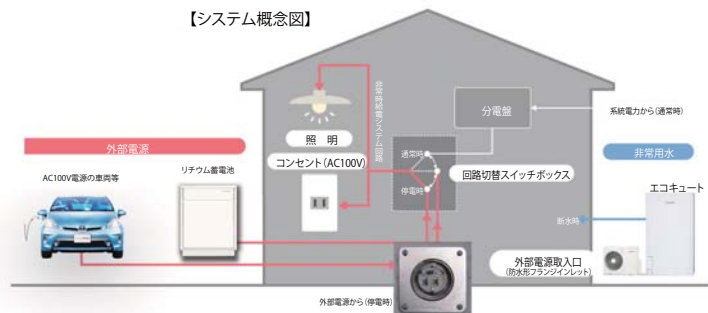 【システム概念図】
外部電源
AC100V電源の車両等
リチウム蓄電池
照　明
コンセント（AC100V）
非常時給電システム回路
分電盤
通常時
停電時
回路切替スイッチボックス
系統電力から（通常時）
非常用水
エコキュート
断水時
外部電源取入口
（防水形フランジインレット）
外部電源から（停電時）